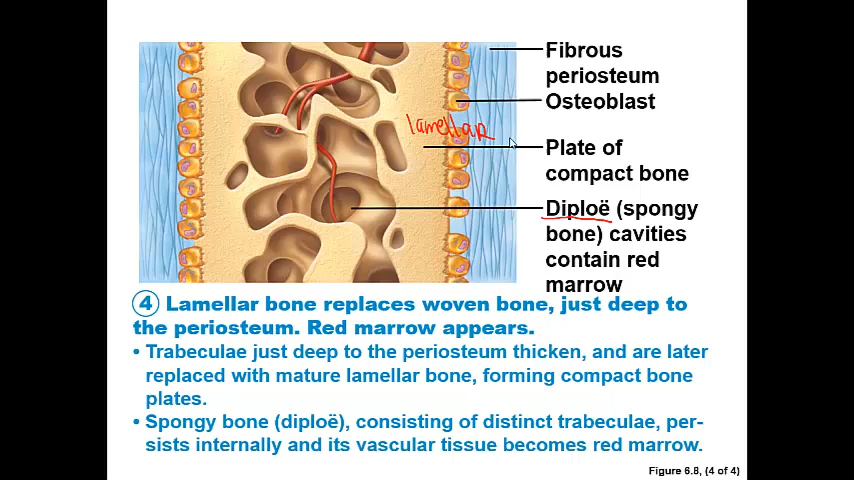 Fibrous
periosteum
Osteoblast
lamellar
Plate of
compact bone
Diploë (spongy
bone) cavities
contain red
marrow
4 Lamellar bone replaces woven bone, just deep to
the periosteum. Red marrow appears.
• Trabeculae just deep to the periosteum thicken, and are later
replaced with mature lamellar bone, forming compact bone
plates.
• Spongy bone (diploë), consisting of distinct trabeculae, per-
sists internally and its vascular tissue becomes red marrow.
Figure 6.8, (4 of 4)